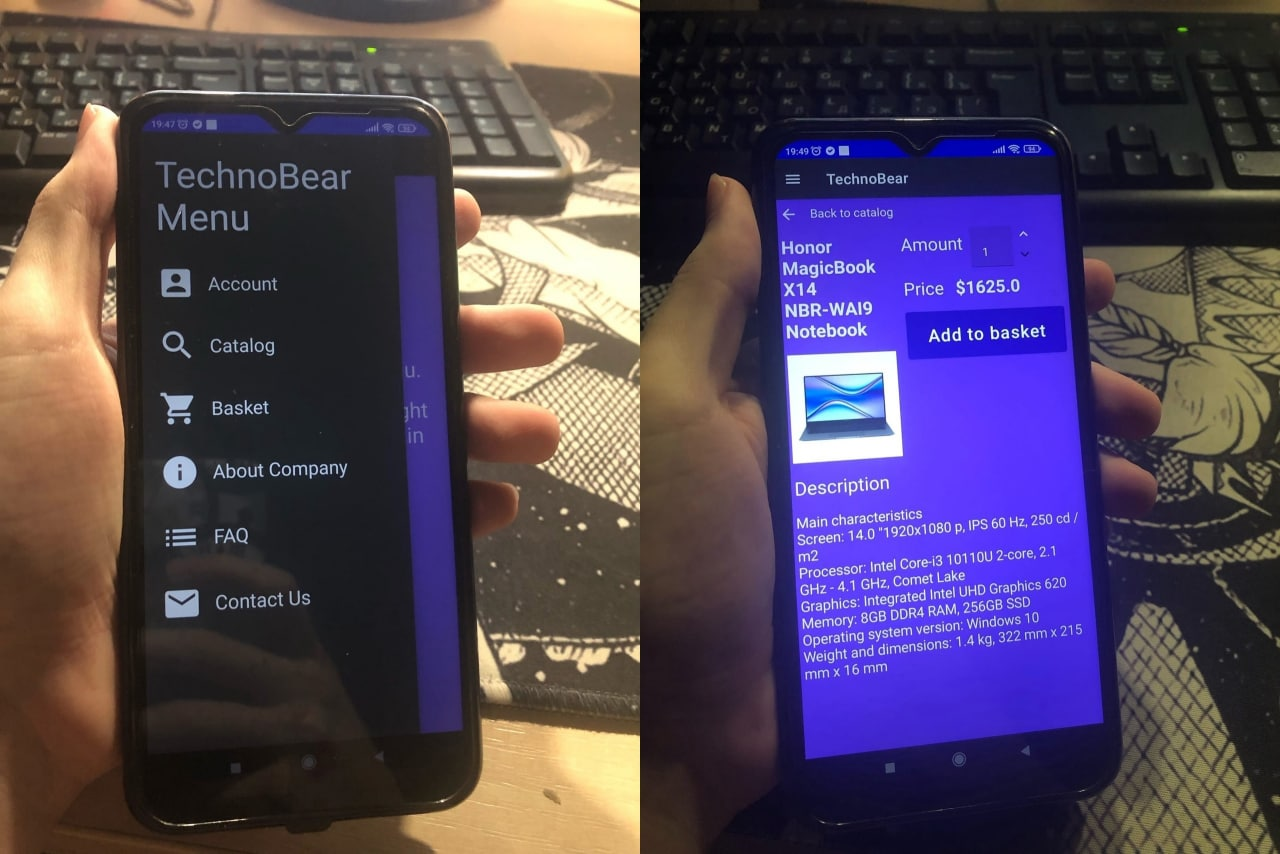 19:47
TechnoBear
Menu
Account
Catalog
Basket
About Company
FAQ
Contact Us
u.
ght
in
19:49
TechnoBear
Back to catalog
Honor
MagicBook
X14
NBR-WAI9
Notebook
Amount 1
Price $1625.0
Add to basket
Description
Main characteristics
Screen: 14.0 "1920x1080 p, IPS 60 Hz, 250 cd /
m2
Processor: Intel Core-i3 10110U 2-core, 2.1
GHz - 4.1 GHz, Comet Lake
Graphics: Integrated Intel UHD Graphics 620
Memory: 8GB DDR4 RAM, 256GB SSD
Operating system version: Windows 10
Weight and dimensions: 1.4 kg, 322 mm x 215
mm x 16 mm